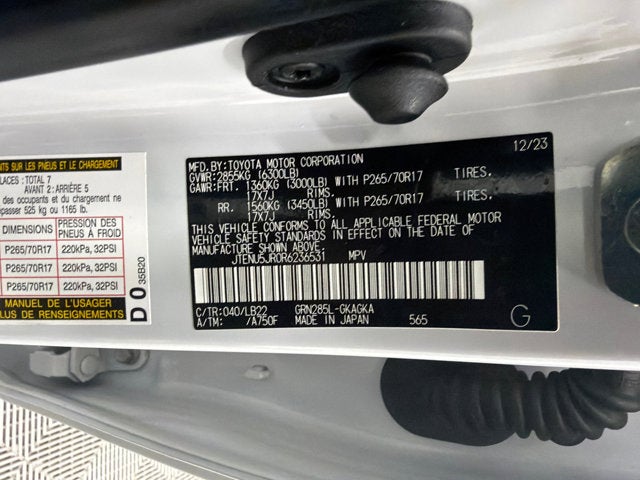 NTS SUR LES PNEUS ET LE CHARGEMENT
LACES: TOTAL 7
AVANT 2: ARRIÈRE 5
des occupants et du chargement ne
épasser 525 kg ou 1165 lb.
DIMENSIONS PRESSION DES PNEUS À FROID
P265/70R17 220kPa, 32PSI
P265/70R17 220kPa, 32PSI
P265/70R17 220kPa, 32PSI
MANUEL DE L'USAGER
PLUS DE RENSEIGNEMENTS
D 0 35B20
12/23
MFD. BY: TOYOTA MOTOR CORPORATION
GVWR: 2855KG (6300LB)
GAWR: FRT. 1360KG (3000LB) WITH P265/70R17 TIRES,
17X7J RIMS.
RR. 1560KG (3450LB) WITH P265/70R17 TIRES,
17X7J RIMS.
THIS VEHICLE CONFORMS TO ALL APPLICABLE FEDERAL MOTOR
VEHICLE SAFETY STANDARDS IN EFFECT ON THE DATE OF
MANUFACTURE SHOWN ABOVE.
JTENU5JR0R6236531 MPV
C/TR: 040/LB22 GRN285L-GKAGKA
A/TM: /A750F MADE IN JAPAN 565
G